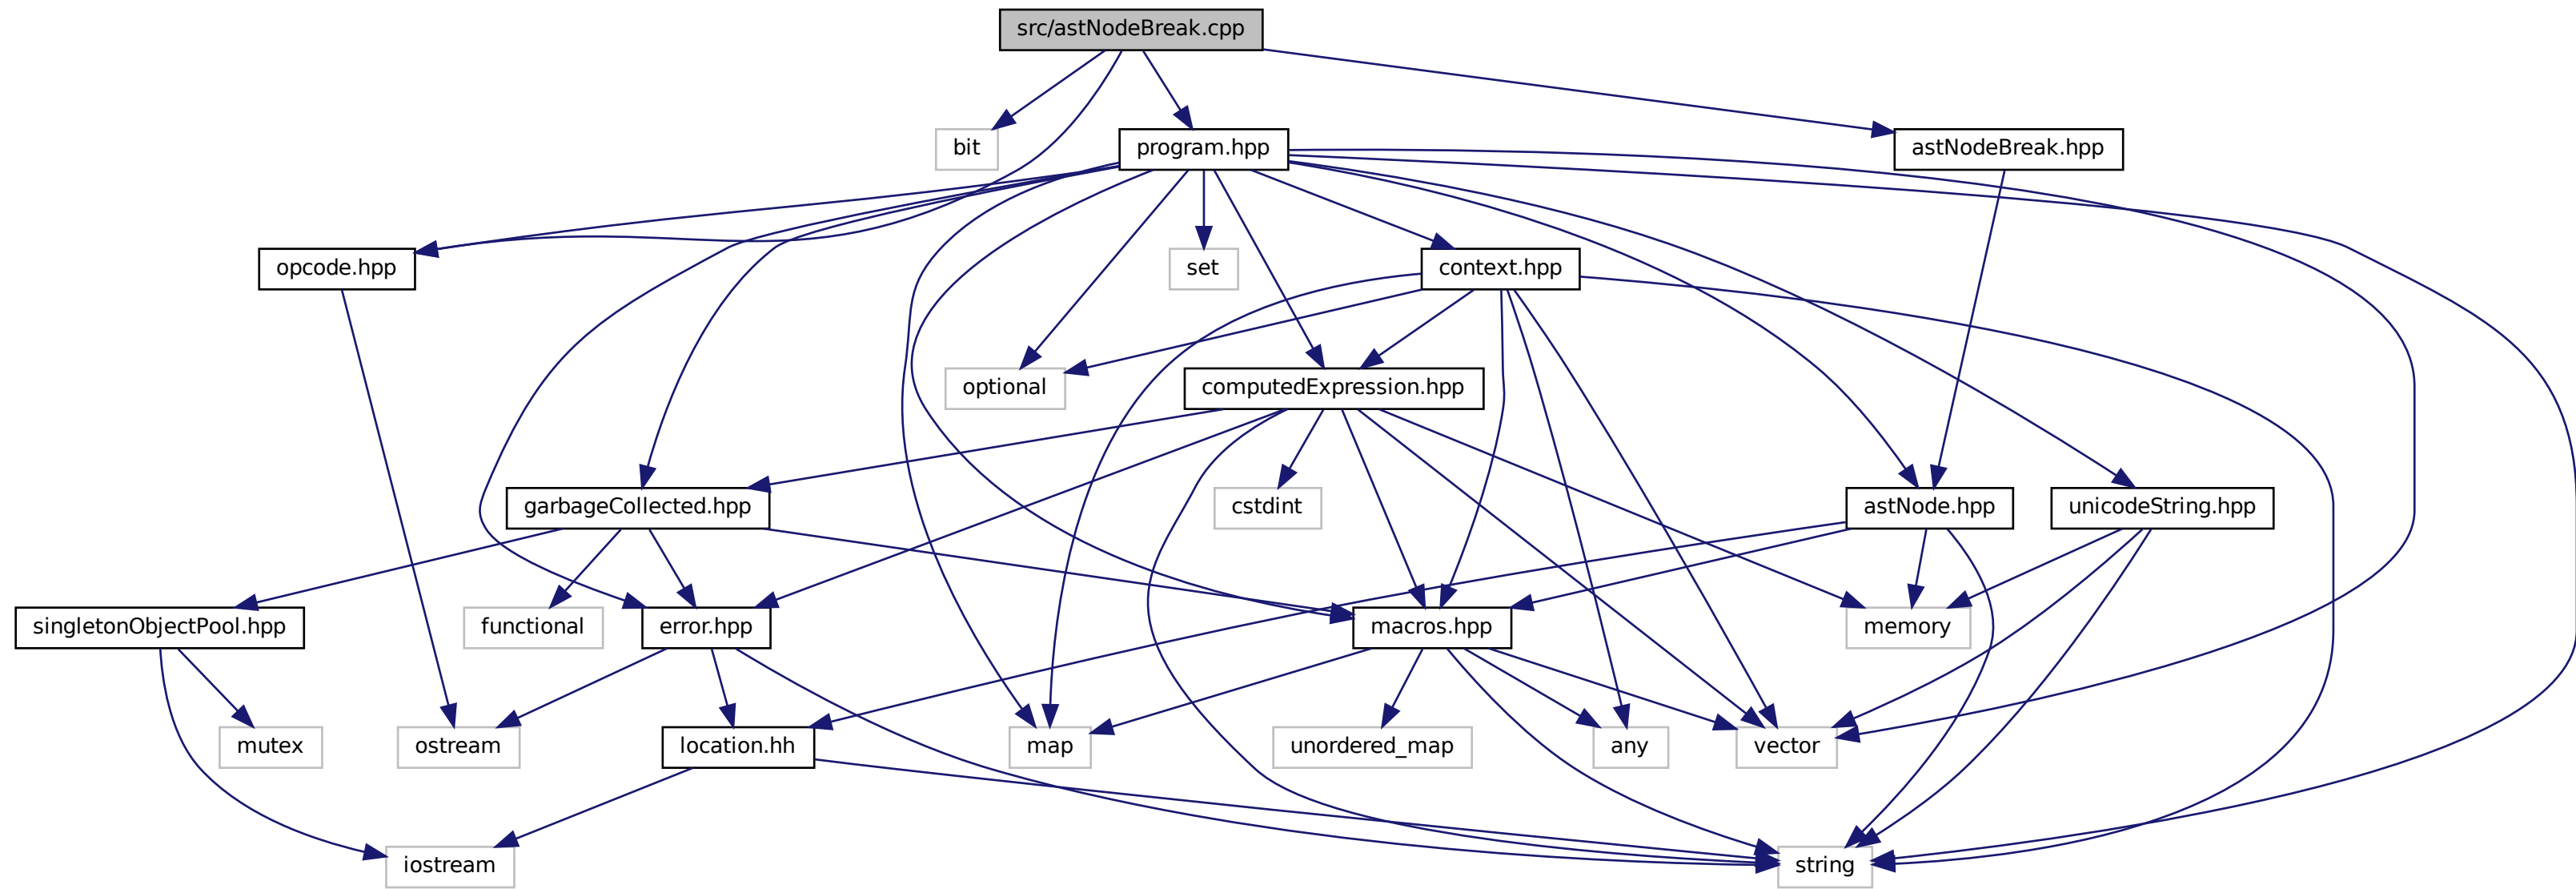 src/astNodeBreak.cpp
bit
program.hpp
astNodeBreak.hpp
opcode.hpp
set
context.hpp
optional
computedExpression.hpp
garbageCollected.hpp
cstdint
astNode.hpp
unicodeString.hpp
singletonObjectPool.hpp
functional
error.hpp
macros.hpp
memory
mutex
ostream
location.hh
map
unordered_map
any
vector
iostream
string